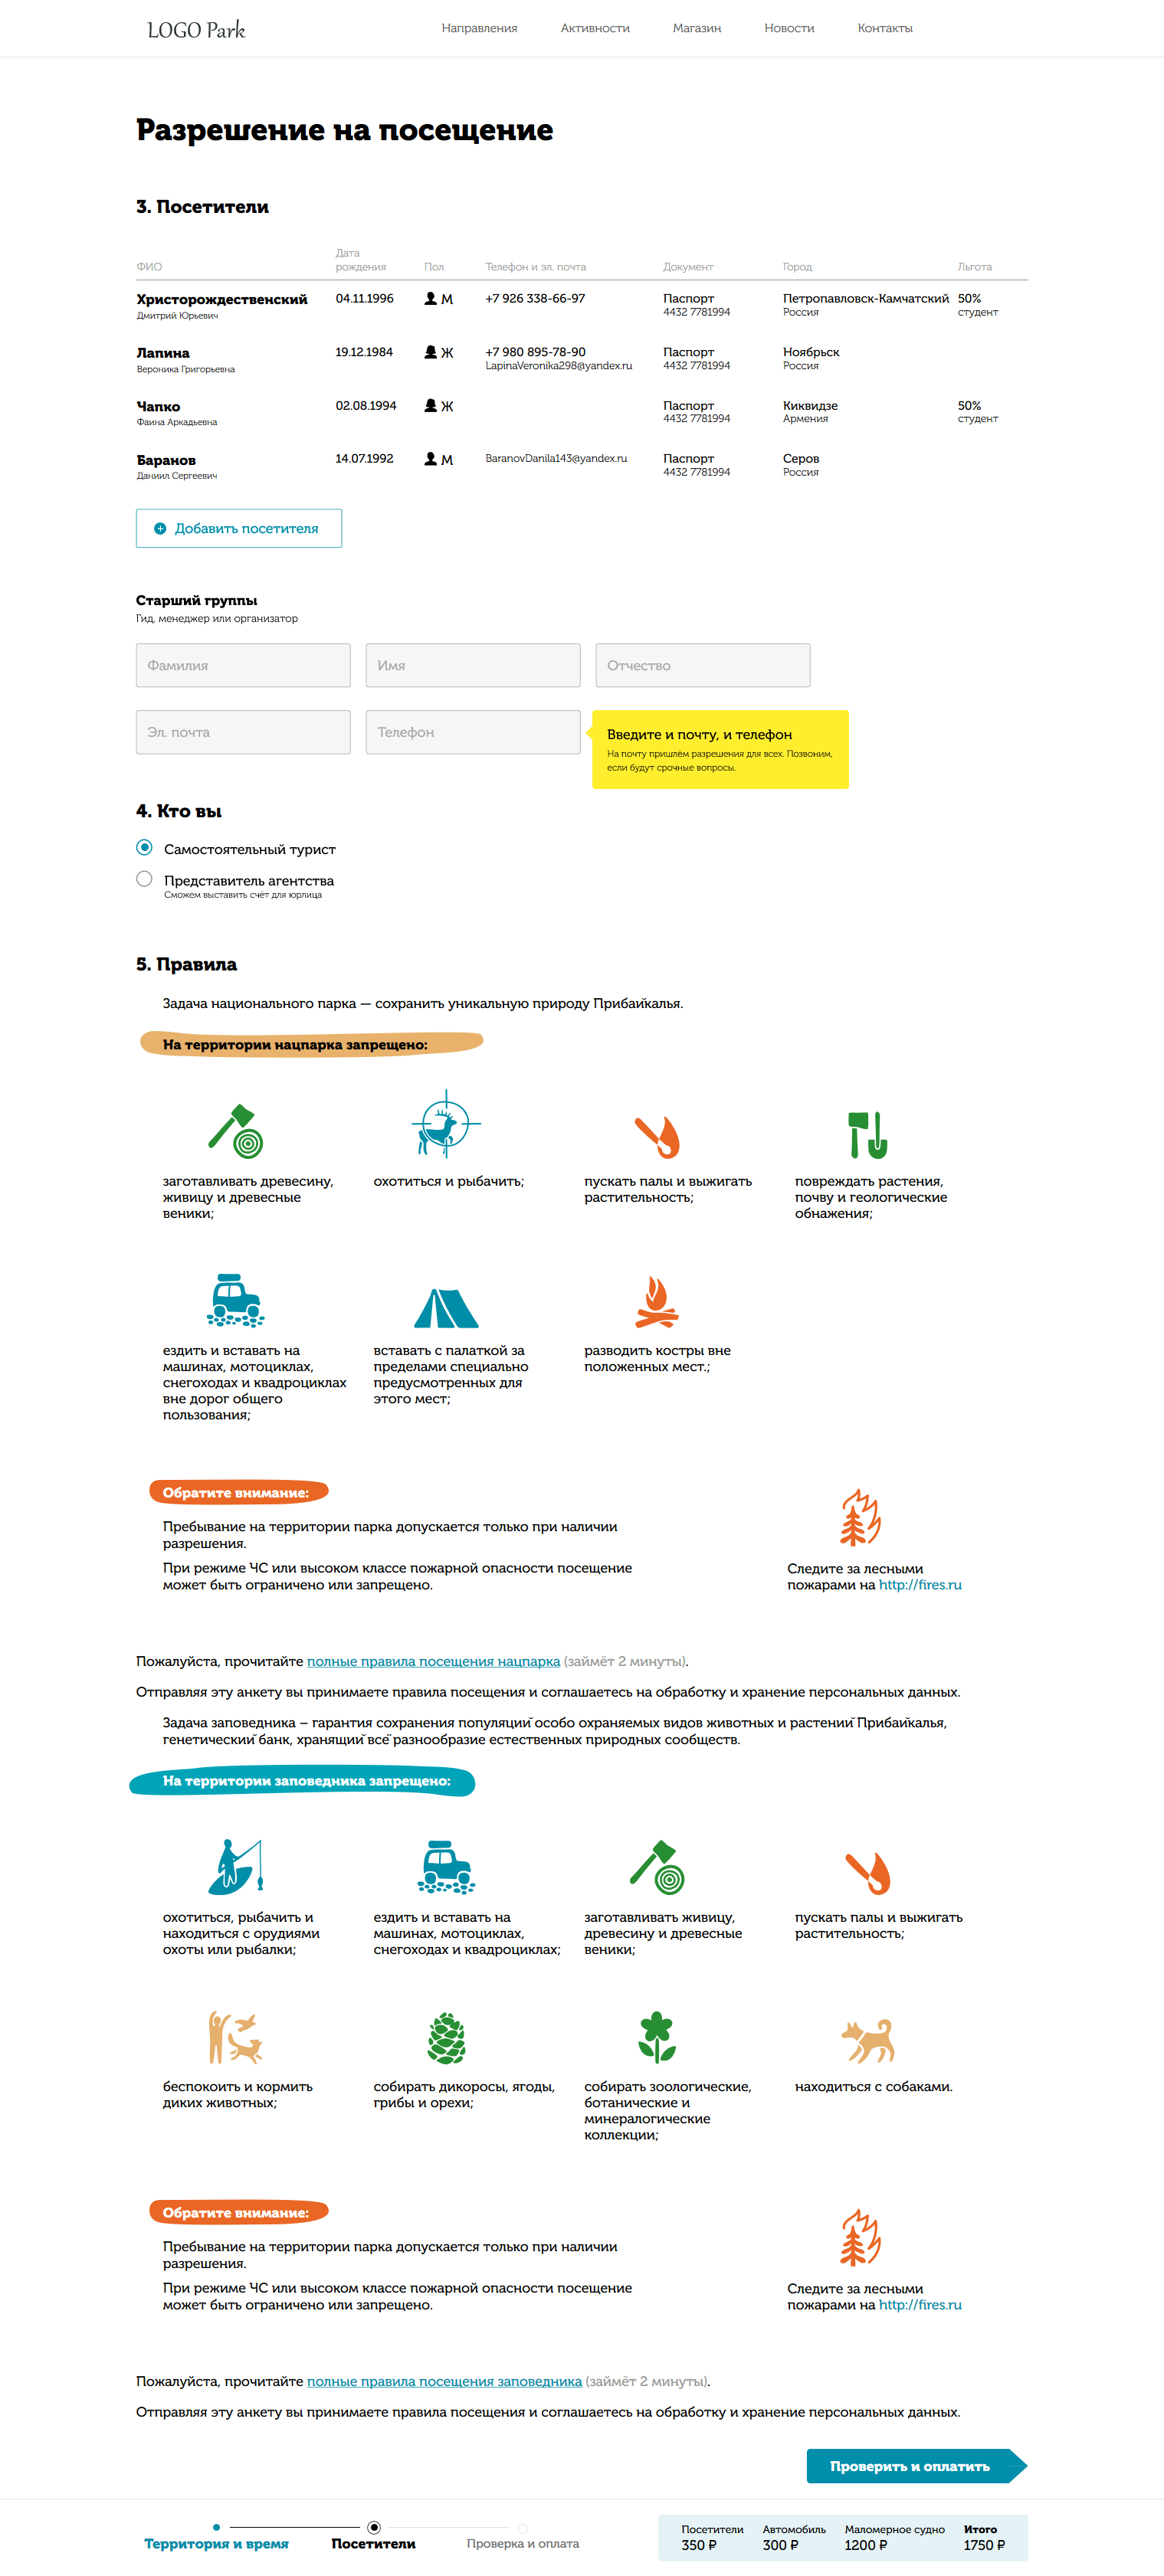 LOGO Park
Направления Активности Магазин Новости Контакты
Разрешение на посещение
3. Посетители
ФИО Дата рождения Пол Телефон и эл. почта Документ Город Льгота
Христорождественский 04.11.1996 М +7 926 338-66-97 Паспорт Петропавловск-Камчатский 50%
Дмитрий Юрьевич 4432 7781994 Россия студент
Лапина 19.12.1984 Ж +7 980 895-78-90 Паспорт Ноябрьск
Вероника Григорьевна LapinaVeronika298@yandex.ru 4432 7781994 Россия
Чапко 02.08.1994 Ж Паспорт Киквидзе 50%
Фаина Аркадьевна 4432 7781994 Армения студент
Баранов 14.07.1992 М BaranovDanila143@yandex.ru Паспорт Серов
Даниил Сергеевич 4432 7781994 Россия
Добавить посетителя
Старший группы
Гид, менеджер или организатор
Фамилия Имя Отчество
Эл. почта Телефон
Введите и почту, и телефон
На почту пришлём разрешения для всех. Позвоним,
если будут срочные вопросы.
4. Кто вы
Самостоятельный турист
Представитель агентства
Сможем выставить счёт для юрлица
5. Правила
Задача национального парка — сохранить уникальную природу Прибайкалья.
На территории нацпарка запрещено:
заготавливать древесину,
живицу и древесные
веники;
охотиться и рыбачить;
пускать палы и выжигать
растительность;
повреждать растения,
почву и геологические
обнажения;
ездить и вставать на
машинах, мотоциклах,
снегоходах и квадроциклах
вне дорог общего
пользования;
вставать с палаткой за
пределами специально
предусмотренных для
этого мест;
разводить костры вне
положенных мест.;
Обратите внимание:
Пребывание на территории парка допускается только при наличии
разрешения.
При режиме ЧС или высоком классе пожарной опасности посещение
может быть ограничено или запрещено.
Следите за лесными
пожарами на http://fires.ru
Пожалуйста, прочитайте полные правила посещения нацпарка (займёт 2 минуты).
Отправляя эту анкету вы принимаете правила посещения и соглашаетесь на обработку и хранение персональных данных.
Задача заповедника – гарантия сохранения популяций особо охраняемых видов животных и растений Прибайкалья,
генетический банк, хранящий всё разнообразие естественных природных сообществ.
На территории заповедника запрещено:
охотиться, рыбачить и
находиться с орудиями
охоты или рыбалки;
ездить и вставать на
машинах, мотоциклах,
снегоходах и квадроциклах;
заготавливать живицу,
древесину и древесные
веники;
пускать палы и выжигать
растительность;
беспокоить и кормить
диких животных;
собирать дикоросы, ягоды,
грибы и орехи;
собирать зоологические,
ботанические и
минералогические
коллекции;
находиться с собаками.
Обратите внимание:
Пребывание на территории парка допускается только при наличии
разрешения.
При режиме ЧС или высоком классе пожарной опасности посещение
может быть ограничено или запрещено.
Следите за лесными
пожарами на http://fires.ru
Пожалуйста, прочитайте полные правила посещения заповедника (займёт 2 минуты).
Отправляя эту анкету вы принимаете правила посещения и соглашаетесь на обработку и хранение персональных данных.
Проверить и оплатить
Территория и время Посетители Проверка и оплата
Посетители Автомобиль Маломерное судно Итого
350 ₽ 300 ₽ 1200 ₽ 1750 ₽